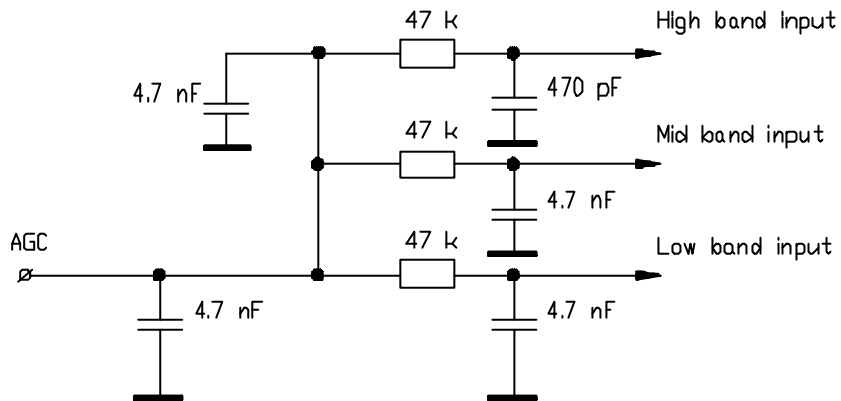 47 k
High band input
4.7 nF
470 pF
47 k
Mid band input
4.7 nF
AGC
47 k
Low band input
4.7 nF
4.7 nF